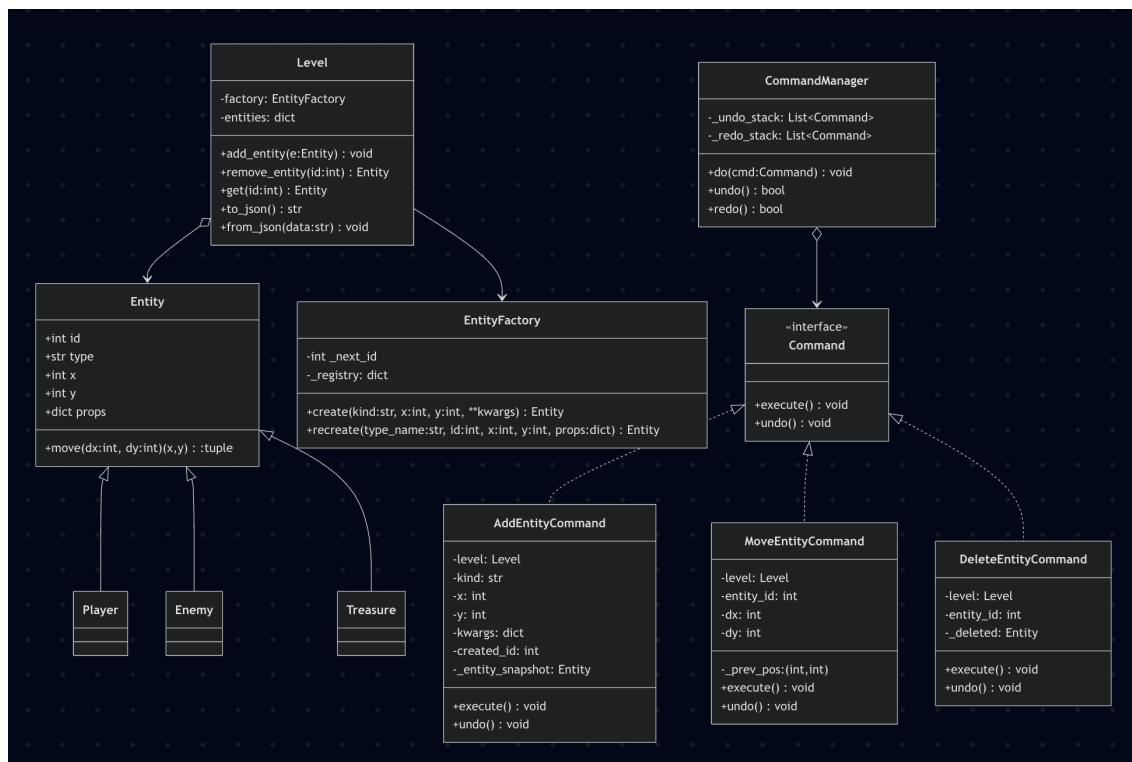 Level
-factory: EntityFactory
-entities: dict
+add_entity(e:Entity) : void
+remove_entity(id:int) : Entity
+get(id:int) : Entity
+to_json() : str
+from_json(data:str) : void
CommandManager
-_undo_stack: List<Command>
-_redo_stack: List<Command>
+do(cmd:Command) : void
+undo() : bool
+redo() : bool
Entity
+int id
+str type
+int x
+int y
+dict props
+move(dx:int, dy:int)(x,y) : :tuple
EntityFactory
-int _next_id
-_registry: dict
+create(kind:str, x:int, y:int, **kwargs) : Entity
+recreate(type_name:str, id:int, x:int, y:int, props:dict) : Entity
«interface»
Command
+execute() : void
+undo() : void
Player
Enemy
Treasure
AddEntityCommand
-level: Level
-kind: str
-x: int
-y: int
-kwargs: dict
-created_id: int
-_entity_snapshot: Entity
+execute() : void
+undo() : void
MoveEntityCommand
-level: Level
-entity_id: int
-dx: int
-dy: int
-_prev_pos:(int,int)
+execute() : void
+undo() : void
DeleteEntityCommand
-level: Level
-entity_id: int
-_deleted: Entity
+execute() : void
+undo() : void